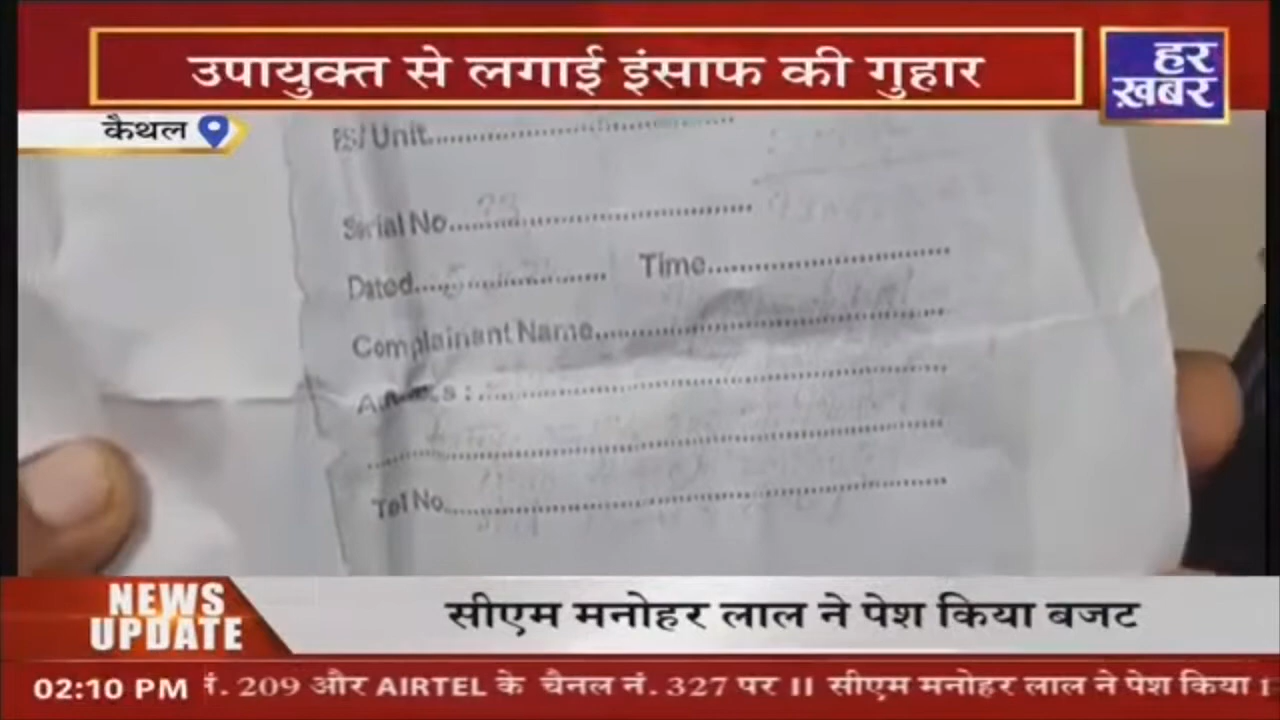 उपायुक्त से लगाई इंसाफ की गुहार
हर
ख़बर
कैथल
PS/Unit
Serial No
Dated Time
Complainant Name
Tel No
NEWS
UPDATE
सीएम मनोहर लाल ने पेश किया बजट
02:10 PM
नं. 209 और AIRTEL के चैनल नं. 327 पर II सीएम मनोहर लाल ने पेश किया